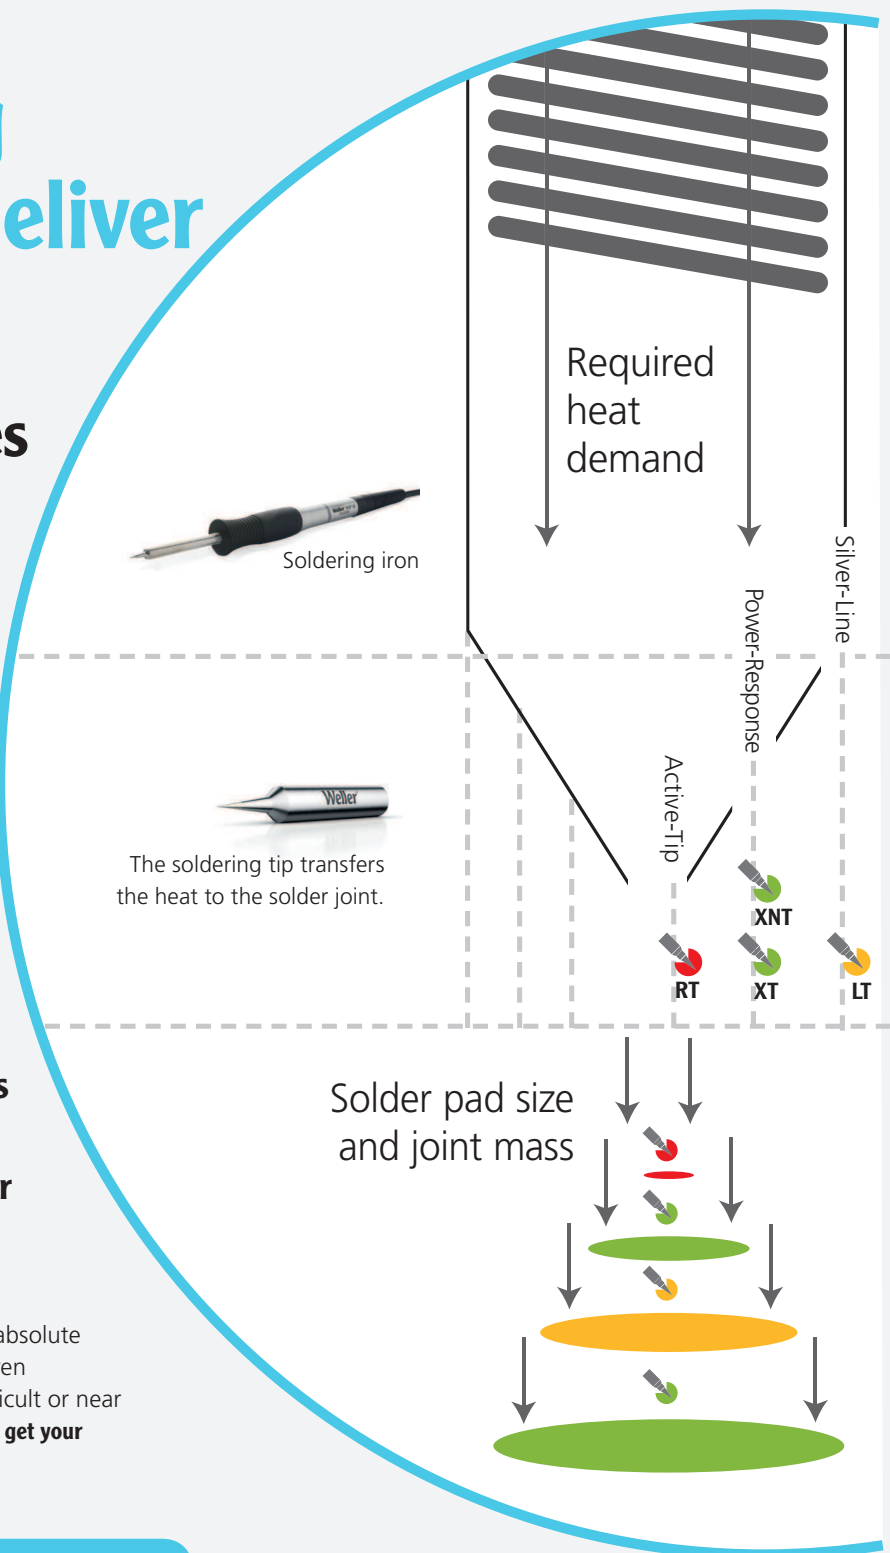 eliver
es
Required
heat
demand
Soldering iron
Silver-Line
Power-Response
Active-Tip
Weller
The soldering tip transfers
the heat to the solder joint.
XNT
RT
XT
LT
Solder pad size
and joint mass
s
r
absolute
en
icult or near
get your